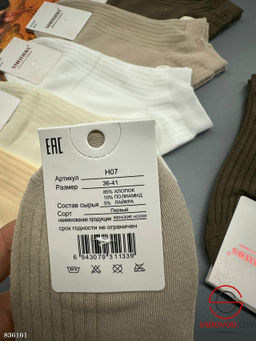 EAC
Артикул H07
Размер 36-41
85% ХЛОПОК
10% ПОЛИАМИД
Состав сырья 5% ЛАЙКРА
Сорт Первый
наименование продукции женские носки
срок годности не ограничен
6 943079 311339
836161